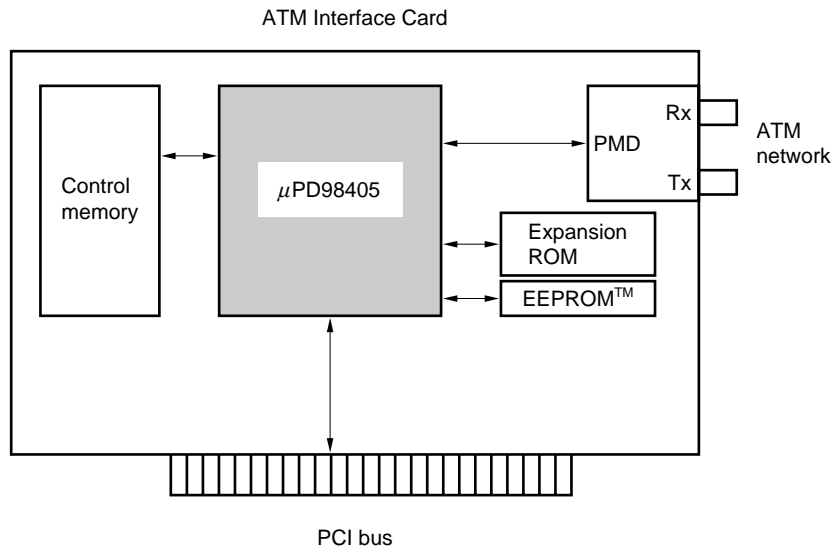 ATM Interface Card
Control
memory
μPD98405
PMD
Rx
Tx
ATM
network
Expansion
ROM
EEPROM™
PCI bus